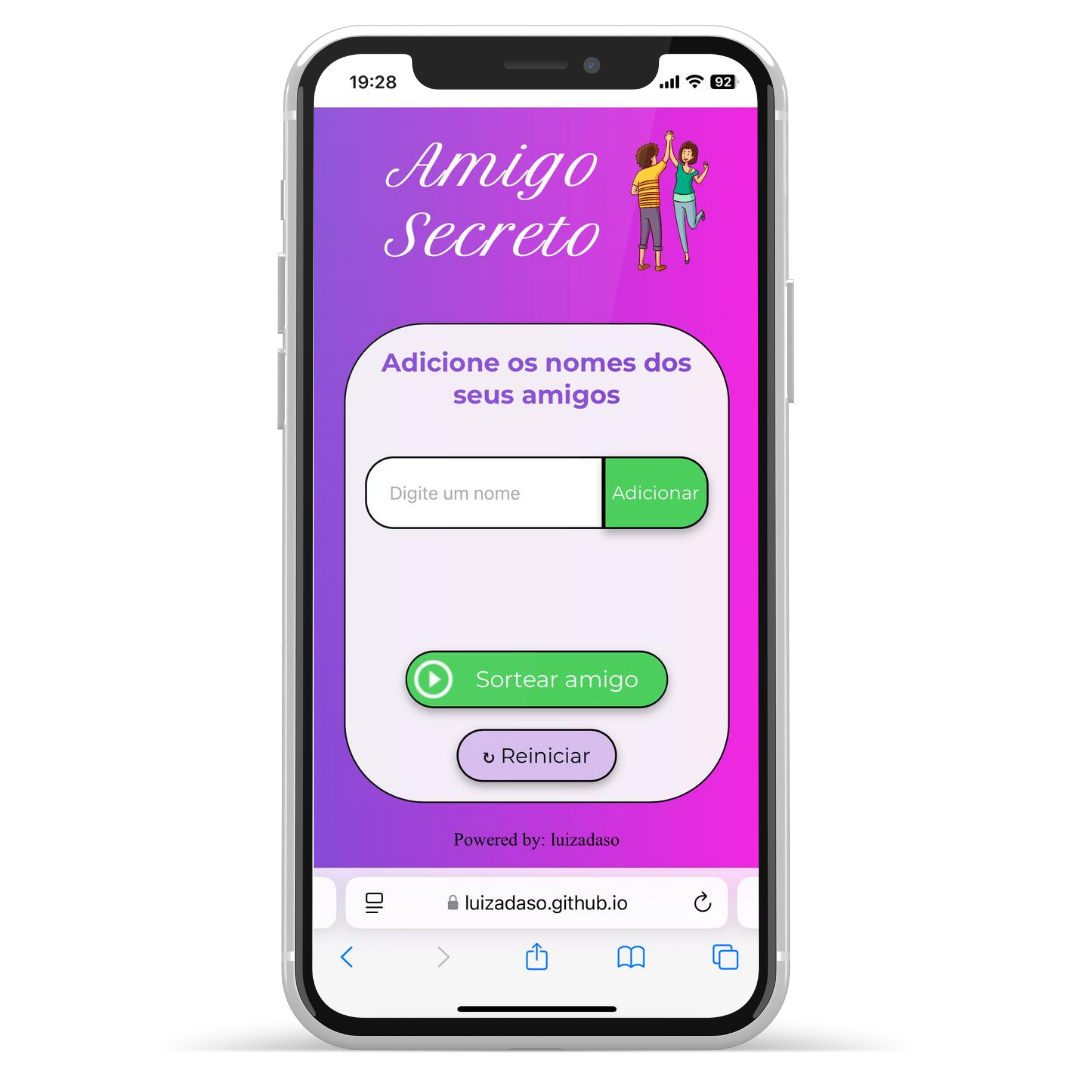 19:28
92
Amigo
Secreto
Adicione os nomes dos
seus amigos
Digite um nome
Adicionar
Sortear amigo
↻ Reiniciar
Powered by: luizadaso
luizadaso.github.io